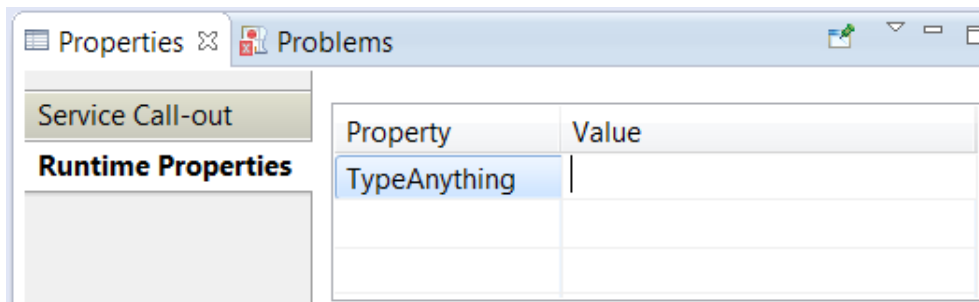 Properties Problems
Service Call-out
Property Value
Runtime Properties
TypeAnything